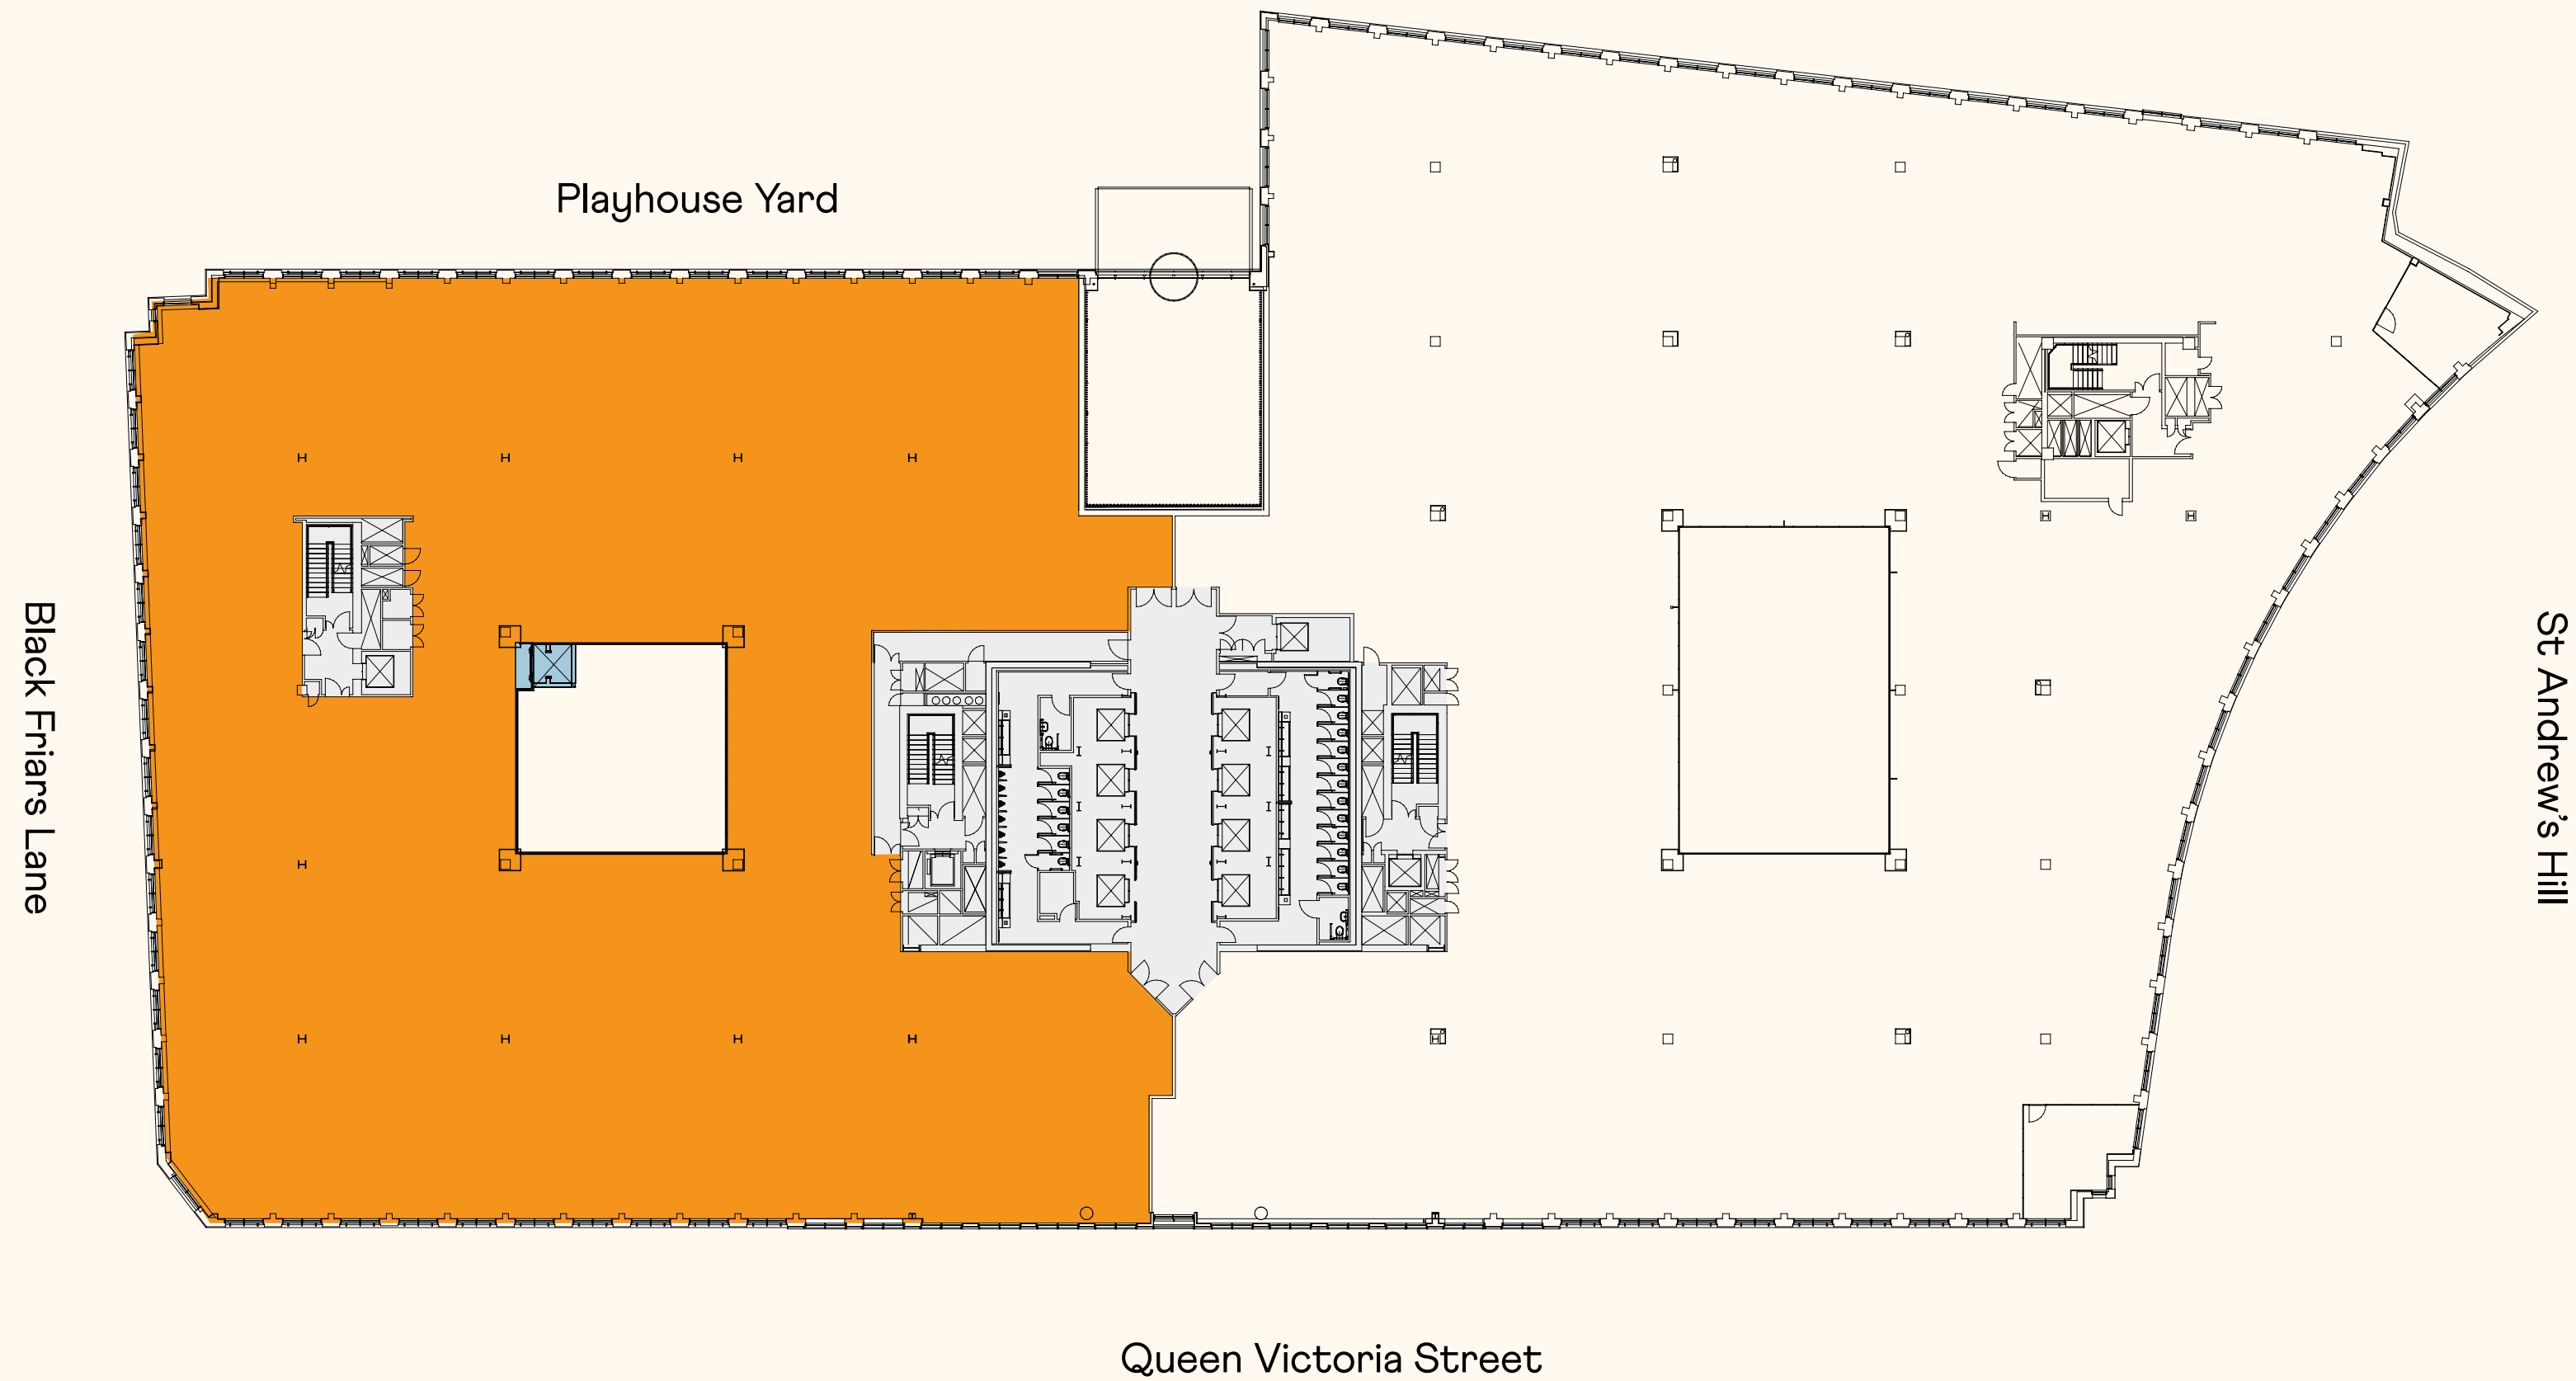 Playhouse Yard
Black Friars Lane
St Andrew's Hill
Queen Victoria Street